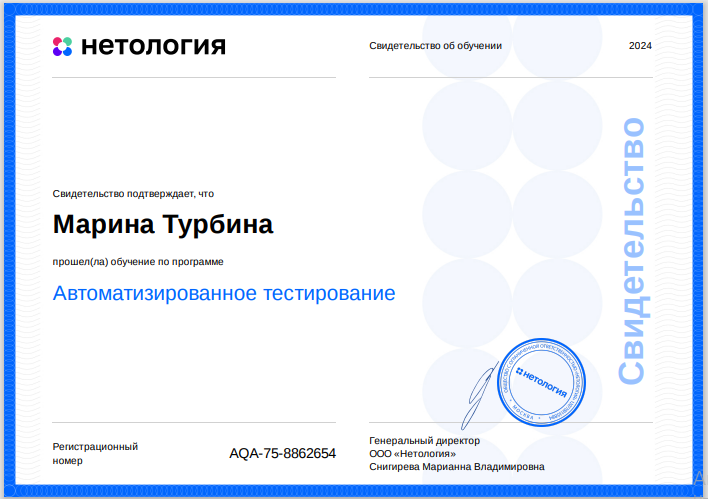 нетология
Свидетельство об обучении
2024
Свидетельство
Свидетельство подтверждает, что
Марина Турбина
прошел(ла) обучение по программе
Автоматизированное тестирование
нетология
МОСКВА
Регистрационный
номер
AQA-75-8862654
Генеральный директор
ООО «Нетология»
Снигирева Марианна Владимировна